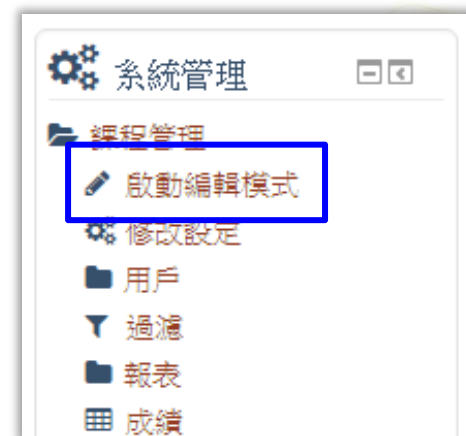 系統管理
課程管理
啟動編輯模式
修改設定
用戶
過濾
報表
成績